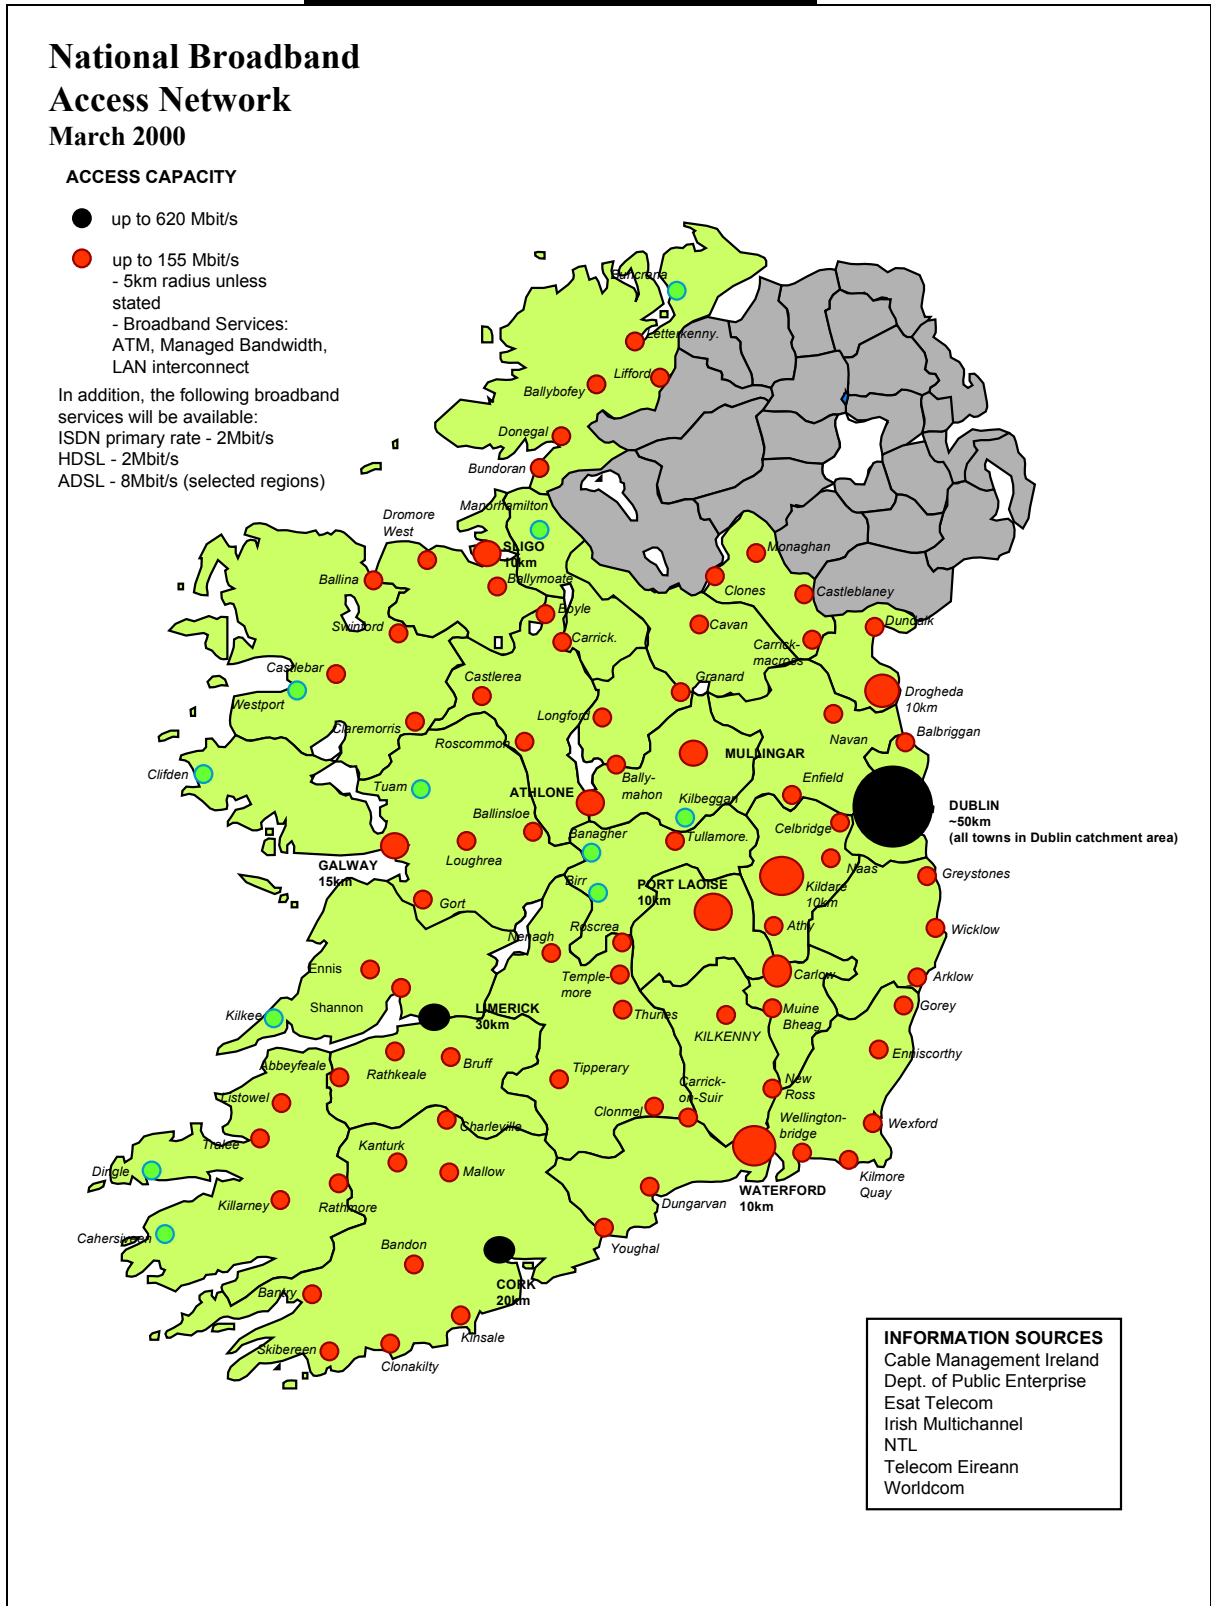 National Broadband
Access Network
March 2000
ACCESS CAPACITY
up to 620 Mbit/s
up to 155 Mbit/s
- 5km radius unless
stated
- Broadband Services:
ATM, Managed Bandwidth,
LAN interconnect
In addition, the following broadband
services will be available:
ISDN primary rate - 2Mbit/s
HDSL - 2Mbit/s
ADSL - 8Mbit/s (selected regions)
Buncrana
Letterkenny.
Lifford
Ballybofey
Donegal
Bundoran
Manorhamilton
Dromore
West
SLIGO
10km
Ballina
Ballymoate
Monaghan
Clones
Castleblaney
Boyle
Swinford
Carrick.
Cavan
Carrick-
macross
Dundalk
Castlebar
Castlerea
Granard
Drogheda
10km
Westport
Claremorris
Longford
Navan
Balbriggan
Roscommon
MULLINGAR
Clifden
Tuam
ATHLONE
Bally-
mahon
Kilbeggan
Enfield
DUBLIN
~50km
(all towns in Dublin catchment area)
Ballinsloe
Banagher
Tullamore.
Celbridge
GALWAY
15km
Loughrea
Birr
PORT LAOISE
10km
Naas
Kildare
10km
Greystones
Gort
Nenagh
Roscrea
Athy
Wicklow
Ennis
Temple-
more
Carlow
Arklow
Shannon
Kilkee
LIMERICK
30km
Thurles
KILKENNY
Muine
Bheag
Gorey
Abbeyfeale
Rathkeale
Bruff
Tipperary
Enniscorthy
Listowel
Carrick-
on-Suir
New
Ross
Clonmel
Charleville
Wellington-
bridge
Wexford
Tralee
Kanturk
Dingle
Mallow
Kilmore
Quay
Killarney
Rathmore
Dungarvan
WATERFORD
10km
Cahersiveen
Bandon
Youghal
Bantry
CORK
20km
Kinsale
Skibereen
Clonakilty
INFORMATION SOURCES
Cable Management Ireland
Dept. of Public Enterprise
Esat Telecom
Irish Multichannel
NTL
Telecom Eireann
Worldcom